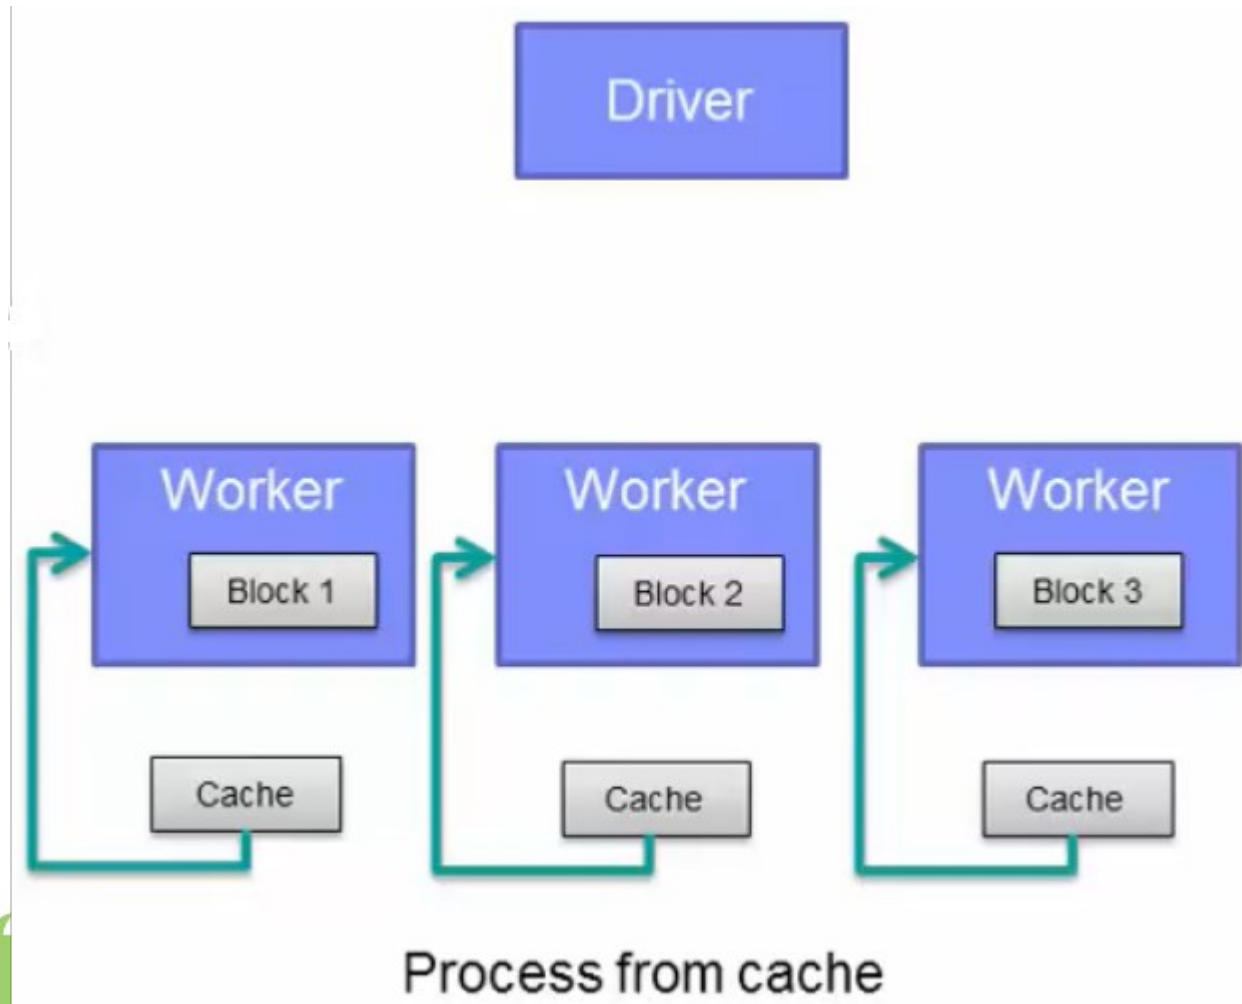 Driver
Worker
Worker
Worker
Block 1
Block 2
Block 3
Cache
Cache
Cache
Process from cache